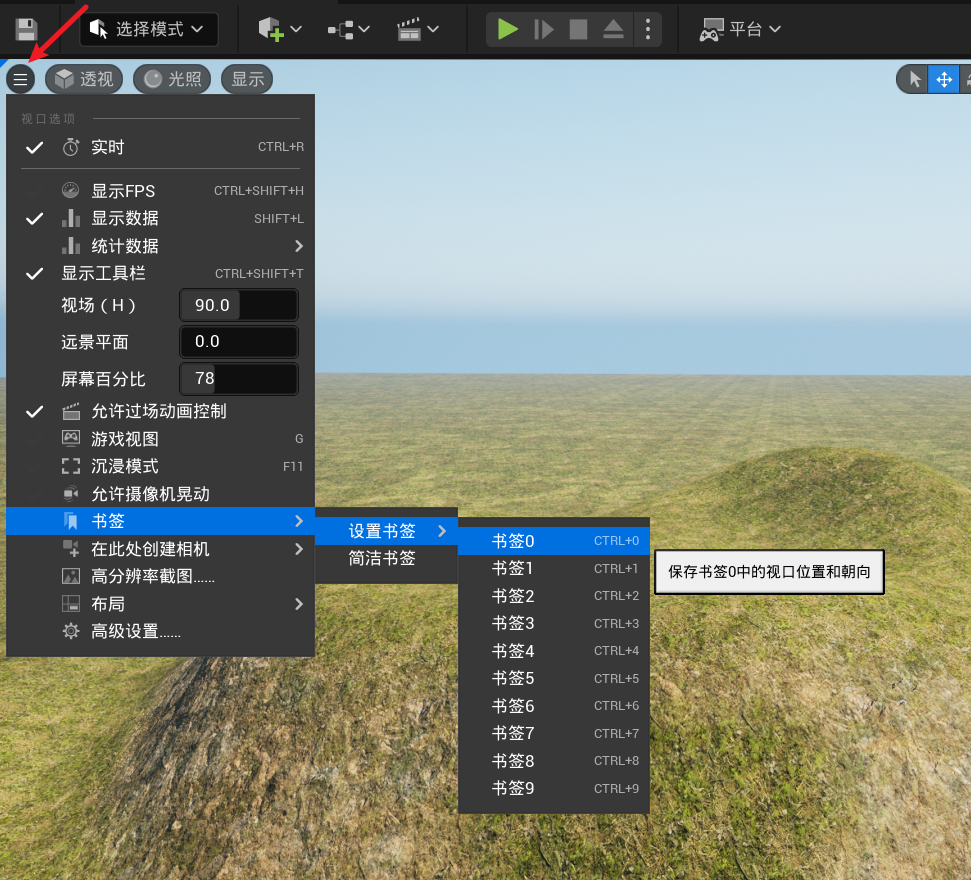 选择模式
平台
透视
光照
显示
视口选项
实时 CTRL+R
显示FPS CTRL+SHIFT+H
显示数据 SHIFT+L
统计数据
显示工具栏 CTRL+SHIFT+T
视场（H） 90.0
远景平面 0.0
屏幕百分比 78
允许过场动画控制
游戏视图 G
沉浸模式 F11
允许摄像机晃动
书签
在此处创建相机
高分辨率截图......
布局
高级设置......
设置书签
简洁书签
书签0 CTRL+0
书签1 CTRL+1
书签2 CTRL+2
书签3 CTRL+3
书签4 CTRL+4
书签5 CTRL+5
书签6 CTRL+6
书签7 CTRL+7
书签8 CTRL+8
书签9 CTRL+9
保存书签0中的视口位置和朝向